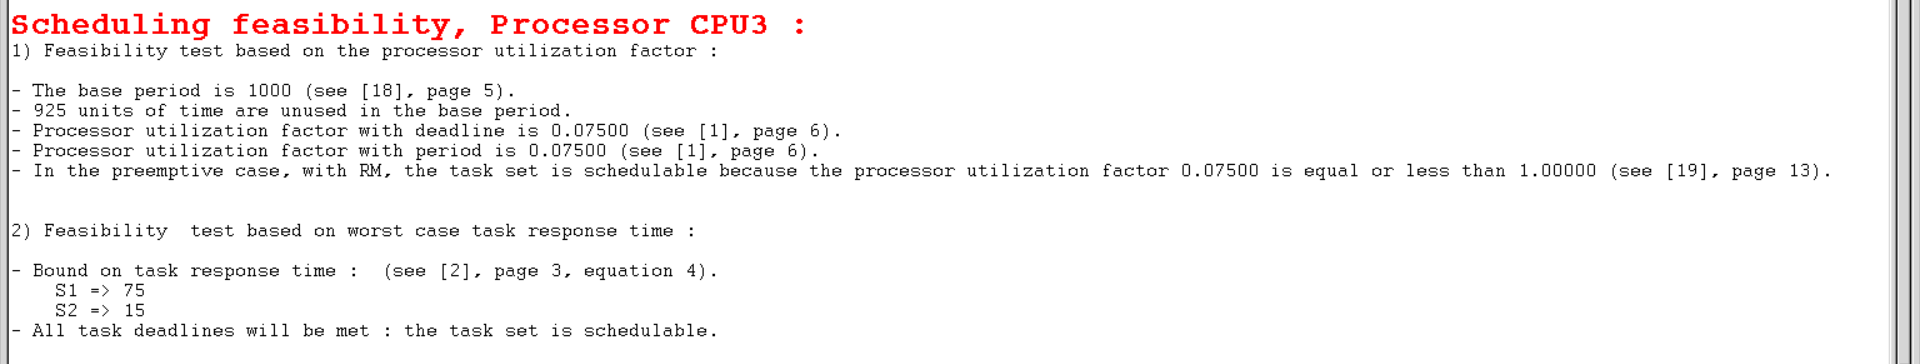 Scheduling feasibility, Processor CPU3 :
1) Feasibility test based on the processor utilization factor :
- The base period is 1000 (see [18], page 5).
- 925 units of time are unused in the base period.
- Processor utilization factor with deadline is 0.07500 (see [1], page 6).
- Processor utilization factor with period is 0.07500 (see [1], page 6).
- In the preemptive case, with RM, the task set is schedulable because the processor utilization factor 0.07500 is equal or less than 1.00000 (see [19], page 13).
2) Feasibility  test based on worst case task response time :
- Bound on task response time :  (see [2], page 3, equation 4).
S1 => 75
S2 => 15
- All task deadlines will be met : the task set is schedulable.